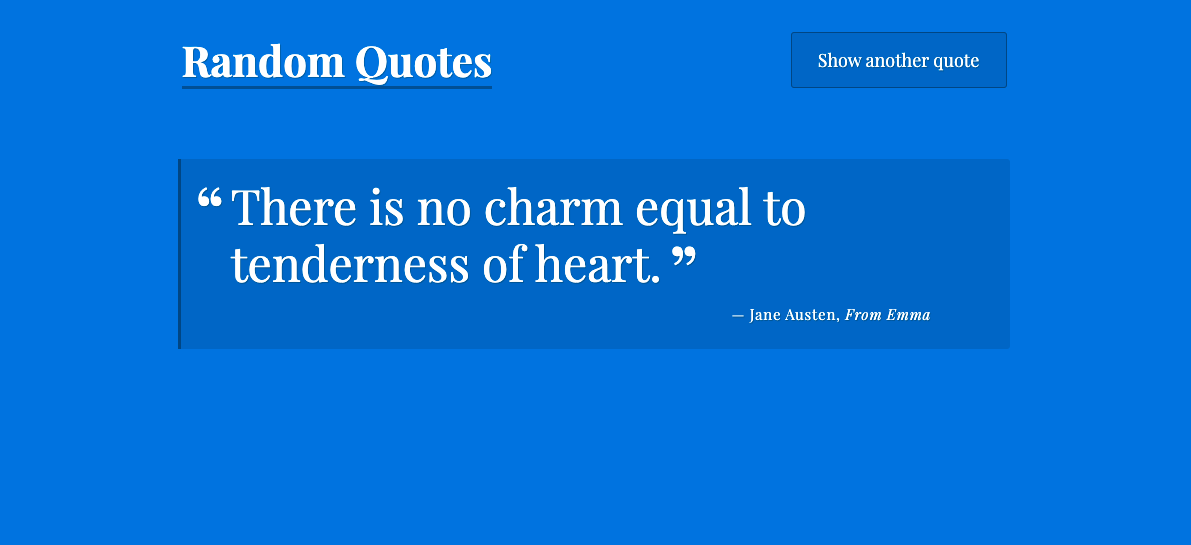 Random Quotes
Show another quote
“ There is no charm equal to
tenderness of heart. ”
— Jane Austen, From Emma